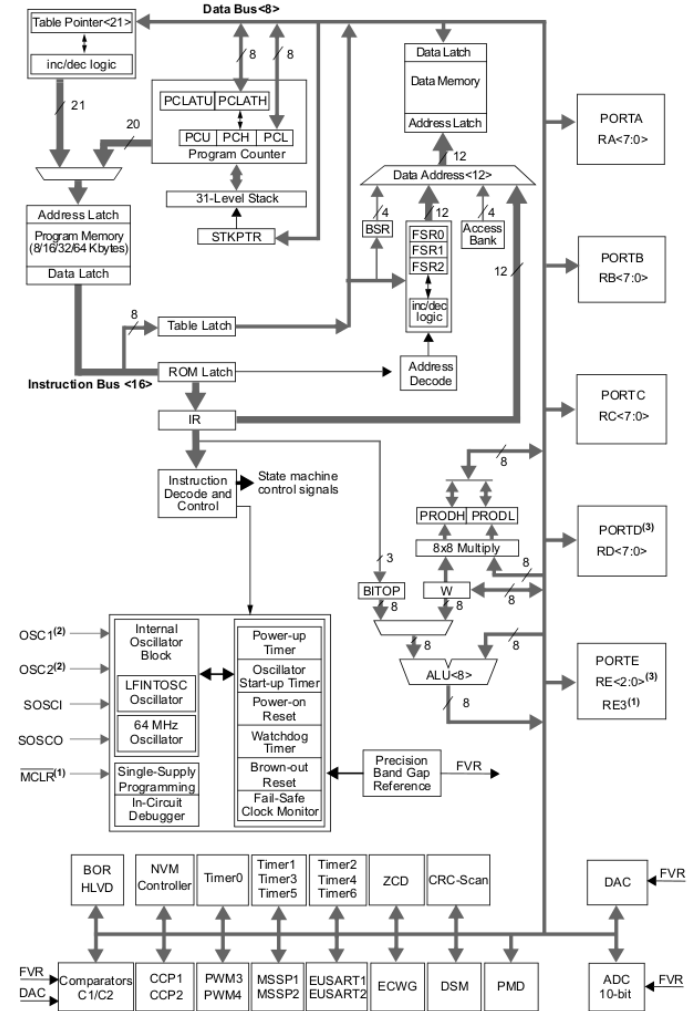 Data Bus<8>
Table Pointer<21>
inc/dec logic
21
20
8
8
PCLATU PCLATH
PCU PCH PCL
Program Counter
31-Level Stack
STKPTR
Data Latch
Data Memory
Address Latch
12
Data Address<12>
4
12
4
BSR
FSR0
FSR1
FSR2
inc/dec
logic
Access
Bank
12
Address Latch
Program Memory
(8/16/32/64 Kbytes)
Data Latch
8
Table Latch
Instruction Bus <16>
ROM Latch
Address
Decode
IR
Instruction
Decode and
Control
State machine
control signals
8
PRODH PRODL
8x8 Multiply
3
BITOP
W
8
8
8
8
8
8
ALU<8>
8
PORTA
RA<7:0>
PORTB
RB<7:0>
PORTC
RC<7:0>
PORTD(3)
RD<7:0>
PORTE
RE<2:0>(3)
RE3(1)
OSC1(2)
OSC2(2)
SOSCI
SOSCO
MCLR(1)
Internal
Oscillator
Block
LFINTOSC
Oscillator
64 MHz
Oscillator
Single-Supply
Programming
In-Circuit
Debugger
Power-up
Timer
Oscillator
Start-up Timer
Power-on
Reset
Watchdog
Timer
Brown-out
Reset
Fail-Safe
Clock Monitor
Precision
Band Gap
Reference
FVR
BOR
HLVD
NVM
Controller
Timer0
Timer1
Timer3
Timer5
Timer2
Timer4
Timer6
ZCD
CRC-Scan
DAC
FVR
FVR
DAC
Comparators
C1/C2
CCP1
CCP2
PWM3
PWM4
MSSP1
MSSP2
EUSART1
EUSART2
ECWG
DSM
PMD
ADC
10-bit
FVR